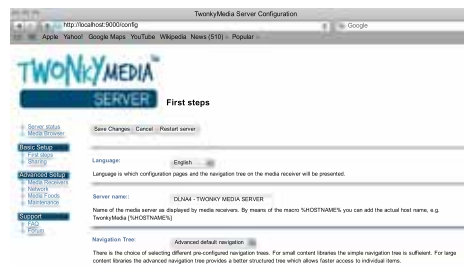 TwonkyMedia Server Configuration
http://localhost:9000/config
Google
Apple Yahoo! Google Maps YouTube Wikipedia News (510) Popular
TWONKYMEDIA
SERVER
First steps
Server status
Media Browser
Save Changes Cancel Restart server
Basic Setup
First steps
Sharing
Language:
English
Language is which configuration pages and the navigation tree on the media receiver will be presented.
Advanced Setup
Media Receivers
Network
Media Feeds
Maintenance
Server name::
DLNA4 - TWONKY MEDIA SERVER
Name of the media server as displayed by media receivers. By means of the macro %HOSTNAME% you can add the actual host name, e.g.
TwonkyMedia [%HOSTNAME%]
Support
FAQ
Forum
Navigation Tree:
Advanced default navigation
There is the choice of selecting different pre-configured navigation trees. For small content libraries the simple navigation tree is suffieint. For large
content libraries the advanced navigation tree provides a better structured tree which allows faster access to individual items.